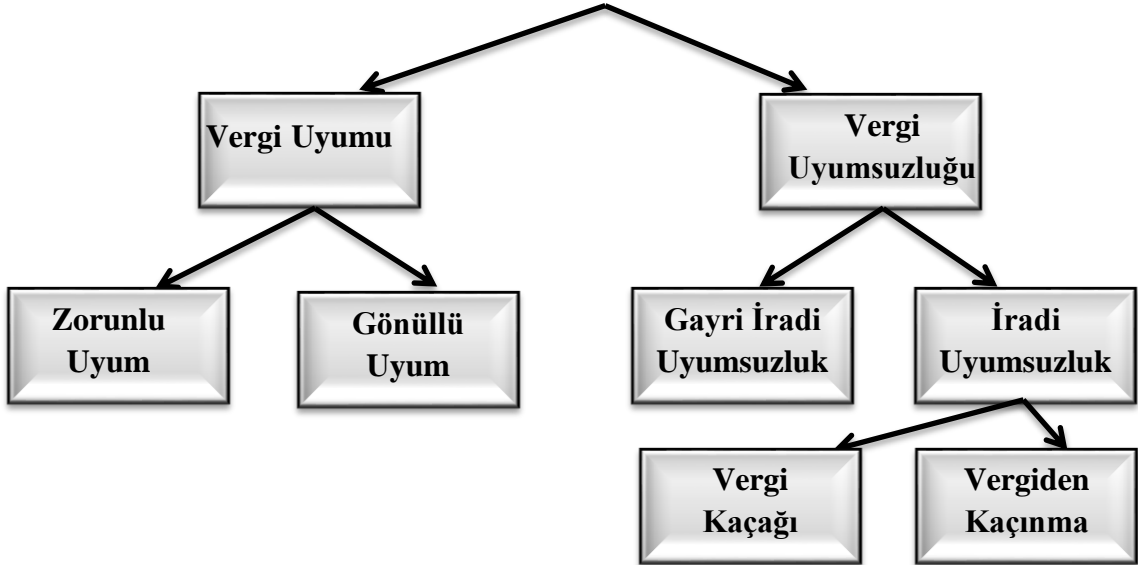 Vergi Uyumu
Vergi
Uyumsuzluğu
Zorunlu
Uyum
Gönüllü
Uyum
Gayri İradi
Uyumsuzluk
İradi
Uyumsuzluk
Vergi
Kaçağı
Vergiden
Kaçınma